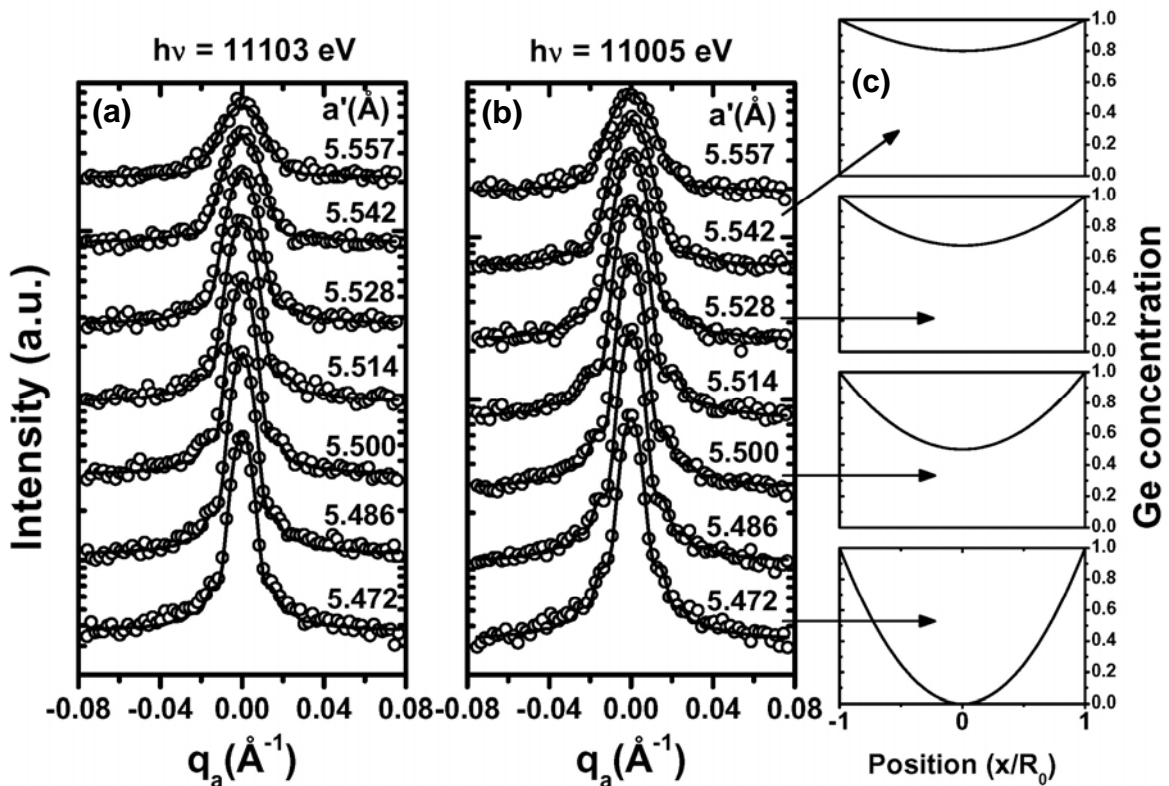 hν = 11103 eV
hν = 11005 eV
(a)
a'(Å)
5.557
5.542
5.528
5.514
5.500
5.486
5.472
Intensity (a.u.)
-0.08 -0.04 0.00 0.04 0.08
qa(Å-1)
(b)
a'(Å)
5.557
5.542
5.528
5.514
5.500
5.486
5.472
-0.08 -0.04 0.00 0.04 0.08
qa(Å-1)
(c)
1.0
0.8
0.6
0.4
0.2
0.0
1.0
0.8
0.6
0.4
0.2
0.0
1.0
0.8
0.6
0.4
0.2
0.0
1.0
0.8
0.6
0.4
0.2
0.0
-1 0 1
Position (x/R0)
Ge concentration